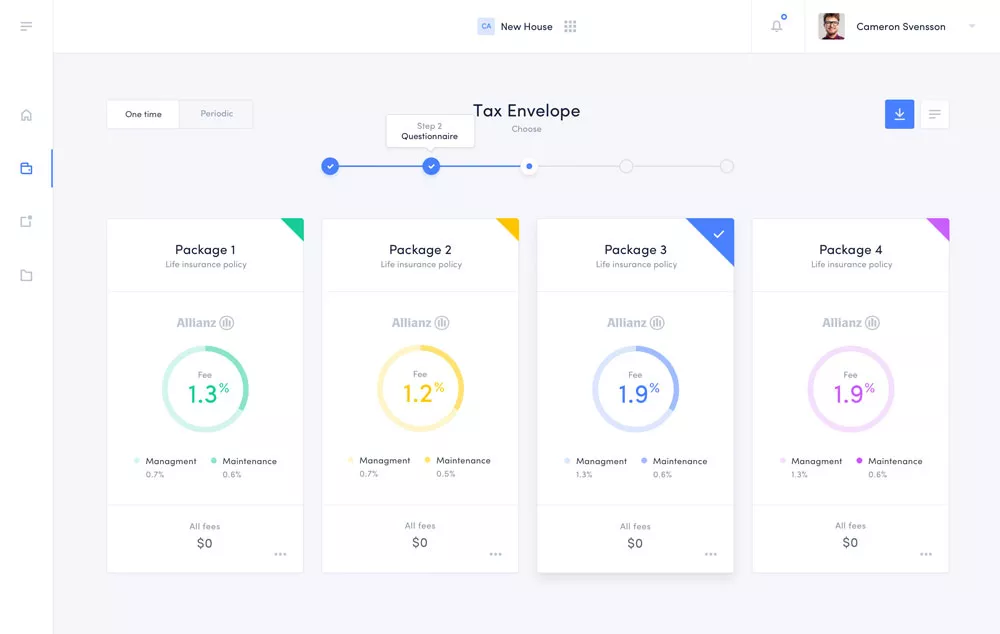 CA New House
Cameron Svensson
One time Periodic
Tax Envelope
Choose
Step 2
Questionnaire
Package 1
Life insurance policy
Allianz
Fee
1.3%
Managment Maintenance
0.7% 0.6%
All fees
$0
Package 2
Life insurance policy
Allianz
Fee
1.2%
Managment Maintenance
0.7% 0.5%
All fees
$0
Package 3
Life insurance policy
Allianz
Fee
1.9%
Managment Maintenance
1.3% 0.6%
All fees
$0
Package 4
Life insurance policy
Allianz
Fee
1.9%
Managment Maintenance
1.3% 0.6%
All fees
$0